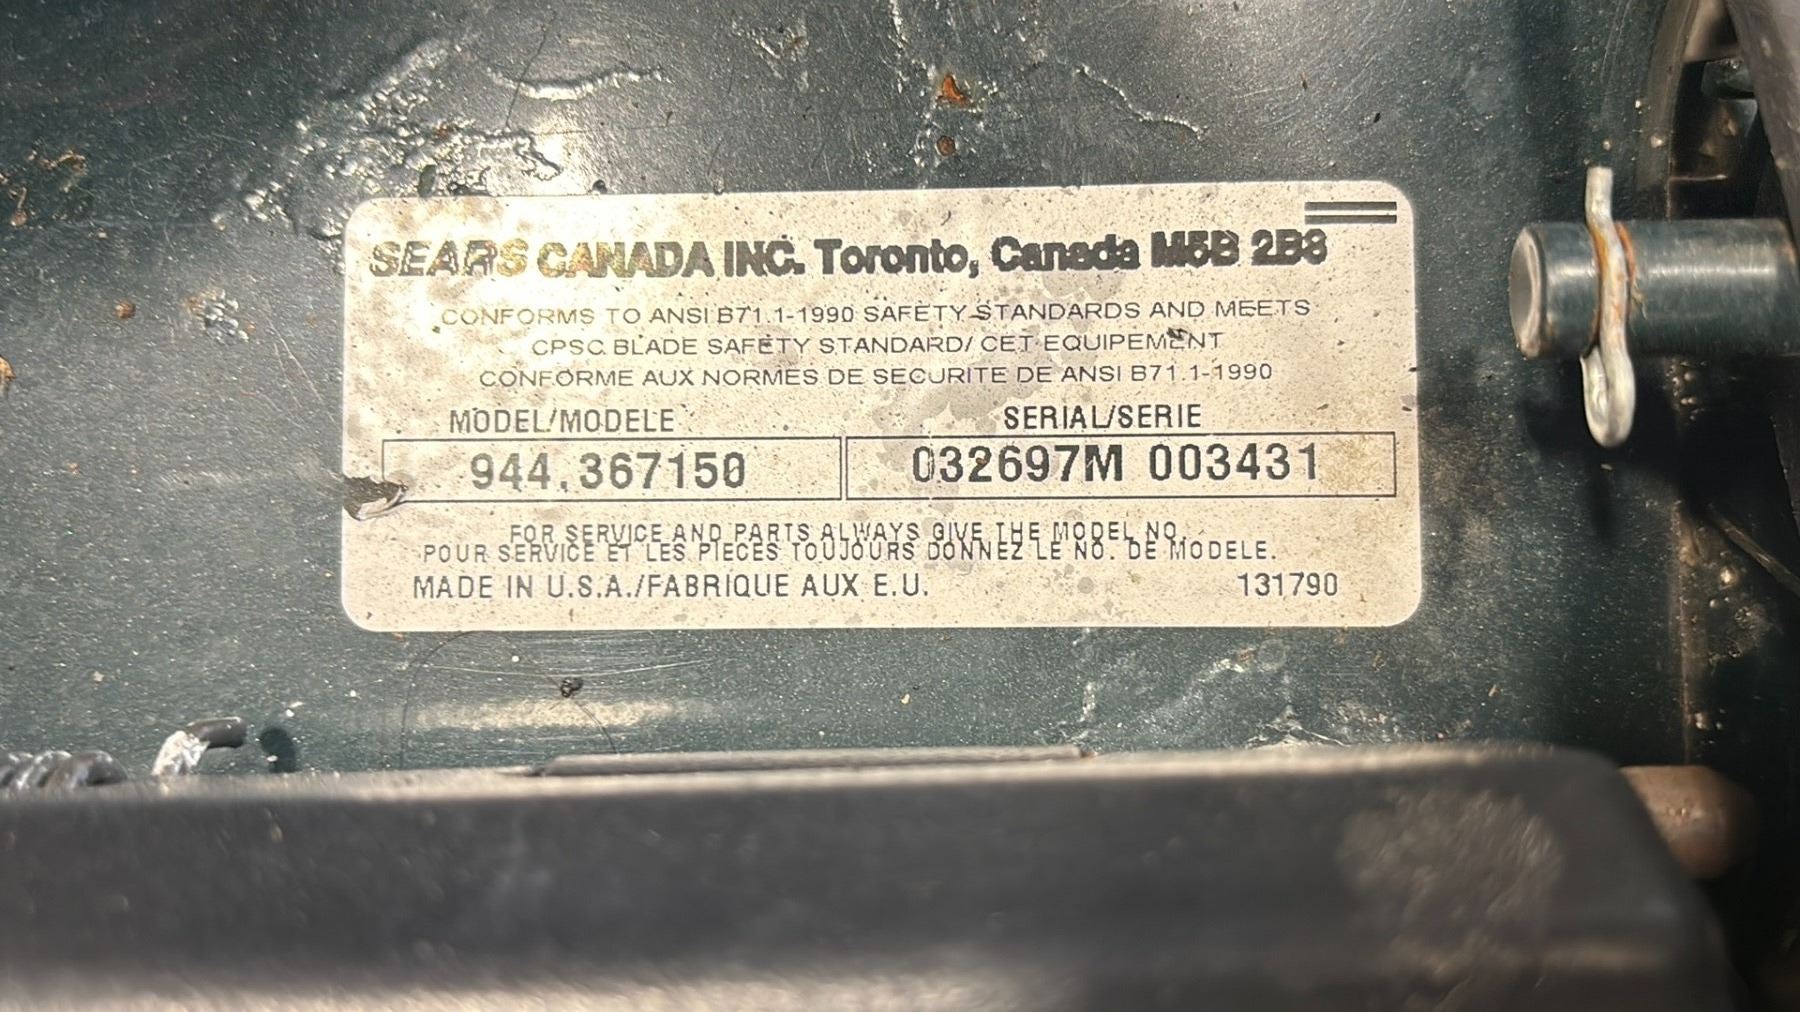 SEARS CANADA INC. Toronto, Canada M5B 2B8
CONFORMS TO ANSI B71.1-1990 SAFETY STANDARDS AND MEETS
CPSC BLADE SAFETY STANDARD/ CET EQUIPEMENT
CONFORME AUX NORMES DE SECURITE DE ANSI B71.1-1990
MODEL/MODELE SERIAL/SERIE
944.367150 032697M 003431
FOR SERVICE AND PARTS ALWAYS GIVE THE MODEL NO.
POUR SERVICE ET LES PIECES TOUJOURS DONNEZ LE NO. DE MODELE.
MADE IN U.S.A./FABRIQUE AUX E.U. 131790